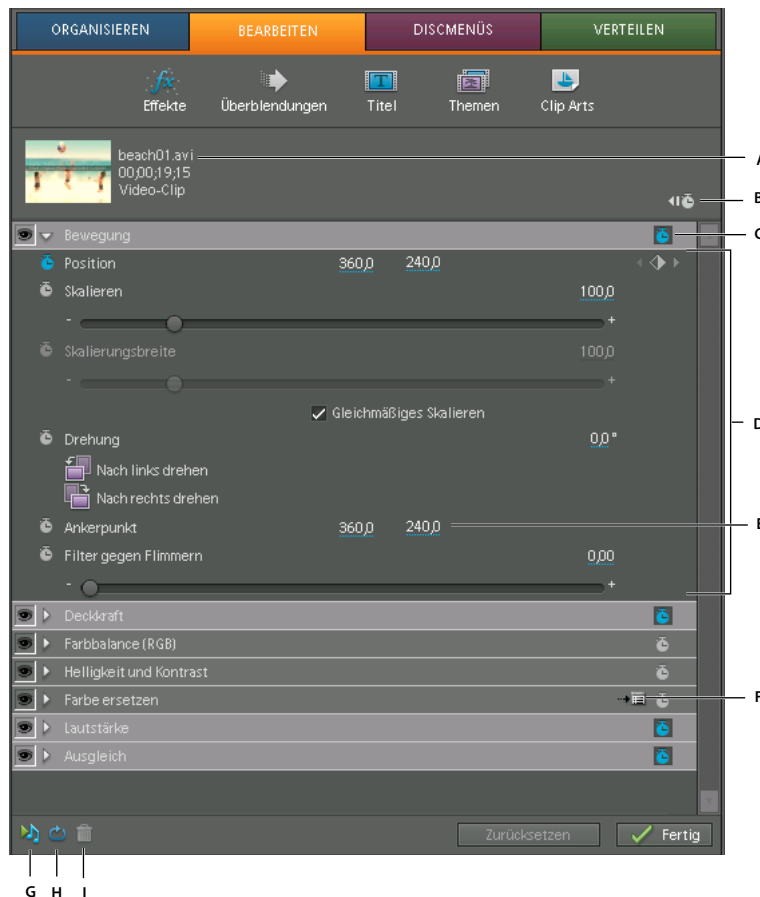 ORGANISIEREN BEARBEITEN DISCMENÜS VERTEILEN
Effekte Überblendungen Titel Themen Clip Arts
beach01.avi
00;00;19;15
Video-Clip
A
B
Bewegung
C
Position 360,0 240,0
Skalieren 100,0
- +
Skalierungsbreite 100,0
- +
Gleichmäßiges Skalieren
D
Drehung 0,0 °
Nach links drehen
Nach rechts drehen
Ankerpunkt 360,0 240,0
E
Filter gegen Flimmern 0,00
- +
Deckkraft
Farbbalance (RGB)
Helligkeit und Kontrast
Farbe ersetzen
F
Lautstärke
Ausgleich
Zurücksetzen Fertig
G H I